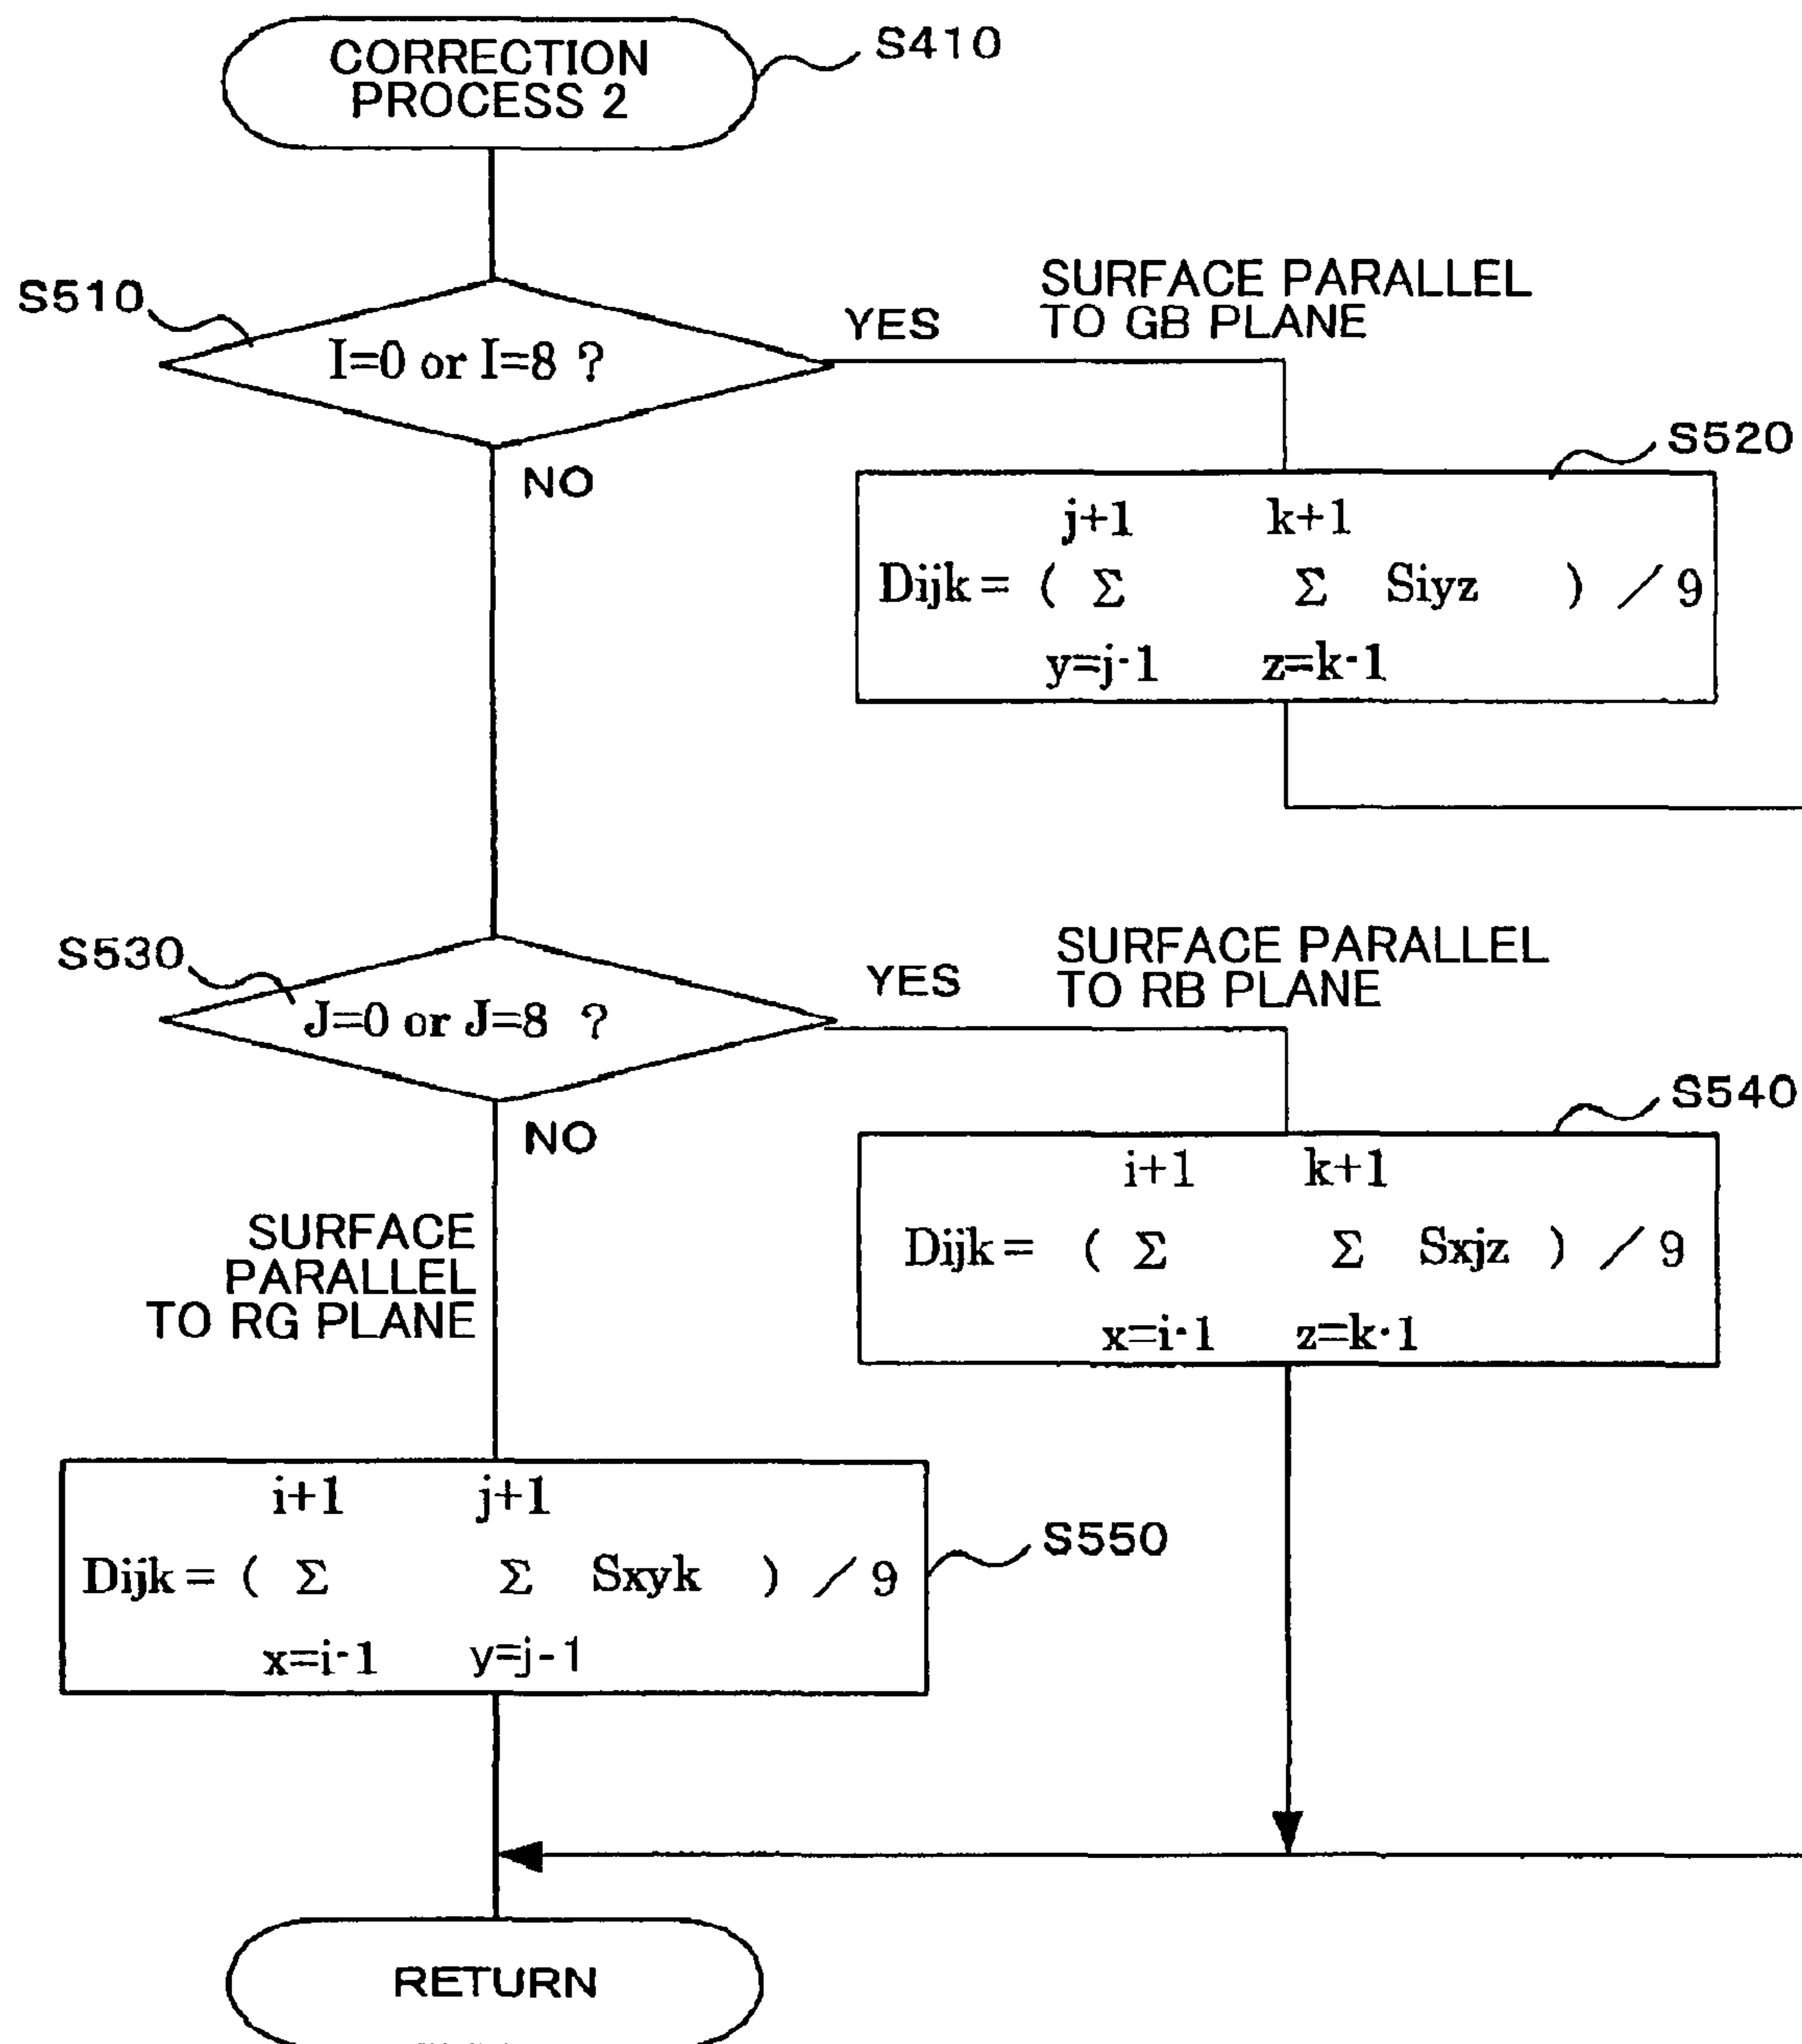 CORRECTION
PROCESS 2
S410
S510
I=0 or I=8 ?
YES
SURFACE PARALLEL
TO GB PLANE
NO
S520
j+1 k+1
Dijk = ( Σ Σ Siyz ) / 9
y=j-1 z=k-1
S530
J=0 or J=8 ?
YES
SURFACE PARALLEL
TO RB PLANE
NO
S540
i+1 k+1
Dijk = ( Σ Σ Sxjz ) / 9
x=i-1 z=k-1
SURFACE
PARALLEL
TO RG PLANE
i+1 j+1
Dijk = ( Σ Σ Sxyk ) / 9
x=i-1 y=j-1
S550
RETURN